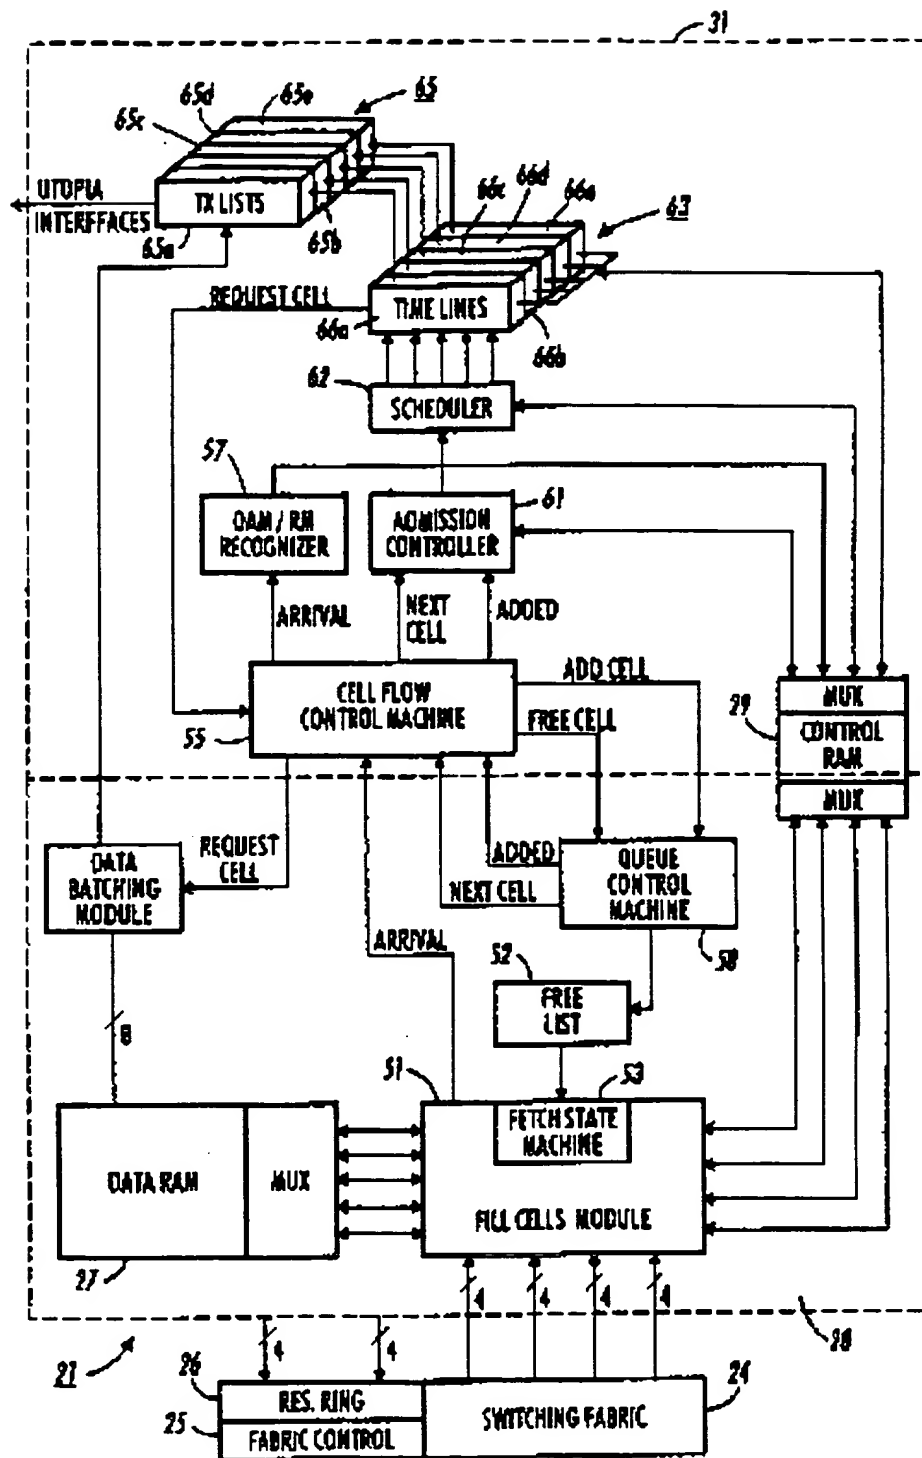 31
65e
65d
65
65c
UTOPIA
INTERFFACES
TX LISTS
65a
65b
66c
66d
66e
63
REQUEST CELL
TIME LINES
66a
66b
62
SCHEDULER
57
61
OAM / RM
RECOGNIZER
ADMISSION
CONTROLLER
ARRIVAL
NEXT
CELL
ADDED
CELL FLOW
CONTROL MACHINE
55
ADD CELL
FREE CELL
29
MUX
CONTROL
RAM
MUX
DATA
BATCHING
MODULE
REQUEST
CELL
ADDED
NEXT CELL
QUEUE
CONTROL
MACHINE
58
ARRIVAL
52
FREE
LIST
8
51
53
FETCH STATE
MACHINE
DATA RAM
MUX
FILL CELLS MODULE
27
4
4
4
4
28
21
4
4
26
RES. RING
25
FABRIC CONTROL
SWITCHING FABRIC
24